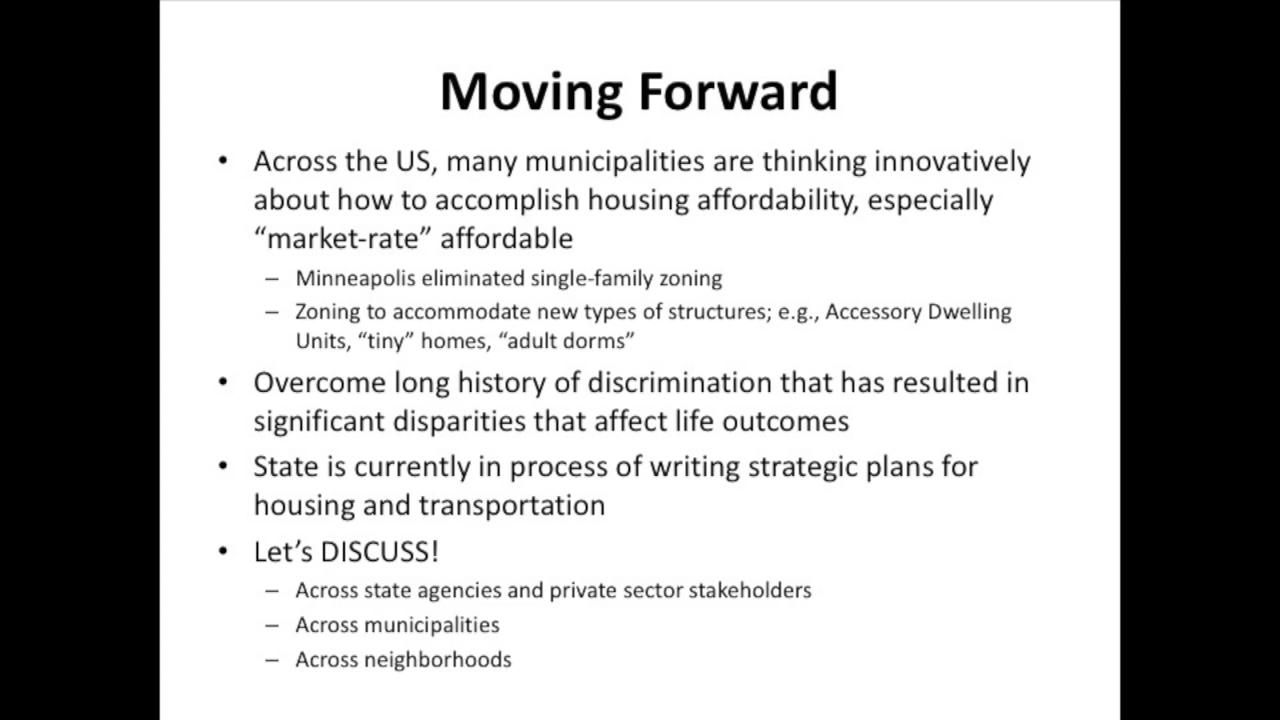 Moving Forward
• Across the US, many municipalities are thinking innovatively
about how to accomplish housing affordability, especially
“market-rate” affordable
– Minneapolis eliminated single-family zoning
– Zoning to accommodate new types of structures; e.g., Accessory Dwelling
Units, “tiny” homes, “adult dorms”
• Overcome long history of discrimination that has resulted in
significant disparities that affect life outcomes
• State is currently in process of writing strategic plans for
housing and transportation
• Let’s DISCUSS!
– Across state agencies and private sector stakeholders
– Across municipalities
– Across neighborhoods